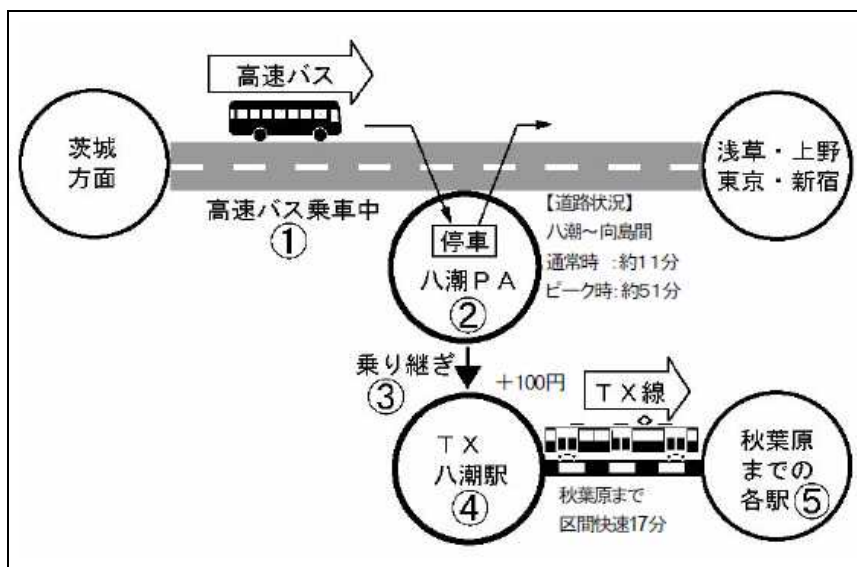 高速バス
茨城
方面
浅草・上野
東京・新宿
高速バス乗車中
①
【道路状況】
八潮～向島間
通常時 :約11分
ピーク時:約51分
停車
八潮PA
②
乗り継ぎ
③
+100円
TX線
TX
八潮駅
④
秋葉原まで
区間快速17分
秋葉原
までの
各駅⑤